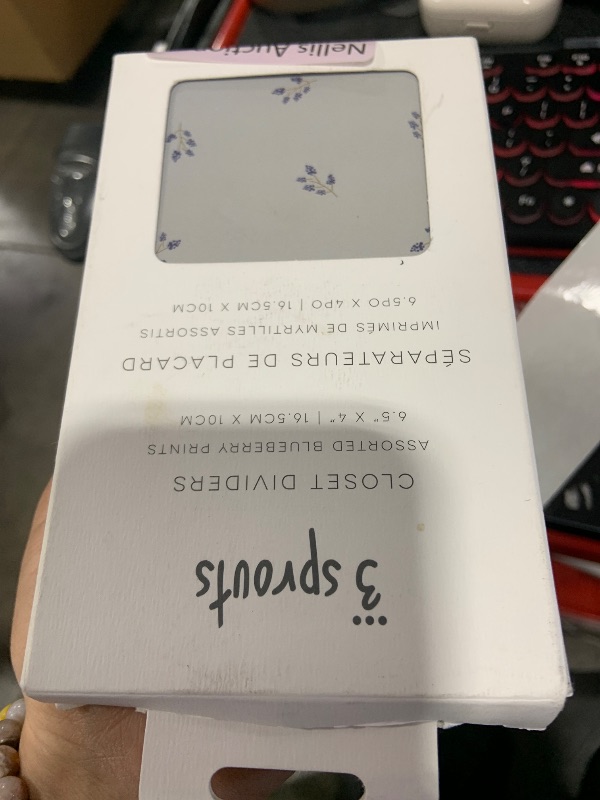 3 sprouts
CLOSET DIVIDERS
ASSORTED BLUEBERRY PRINTS
6.5" X 4" | 16.5CM X 10CM
SÉPARATEURS DE PLACARD
IMPRIMÉS DE MYRTILLES ASSORTIS
6.5PO X 4PO | 16.5CM X 10CM
Nellis Auction